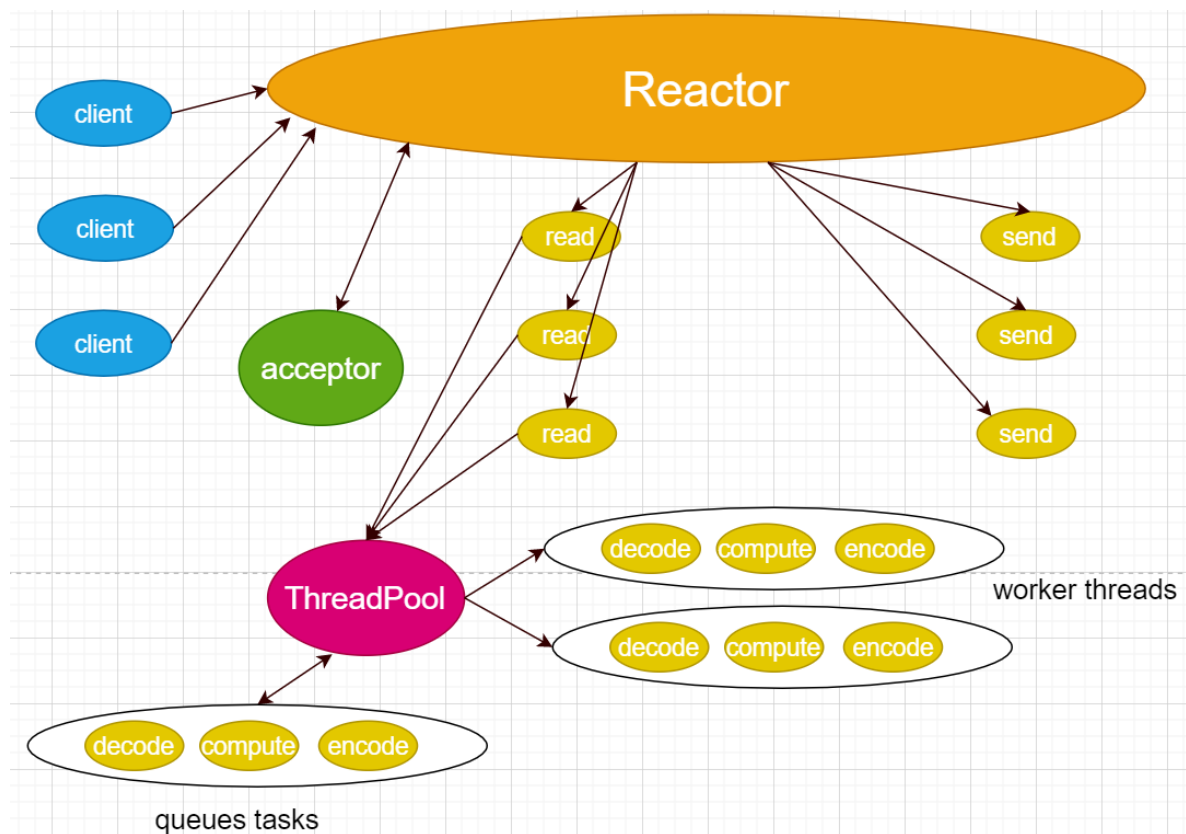 Reactor
client
client
client
acceptor
read
read
read
send
send
send
ThreadPool
decode compute encode
worker threads
decode compute encode
decode compute encode
queues tasks